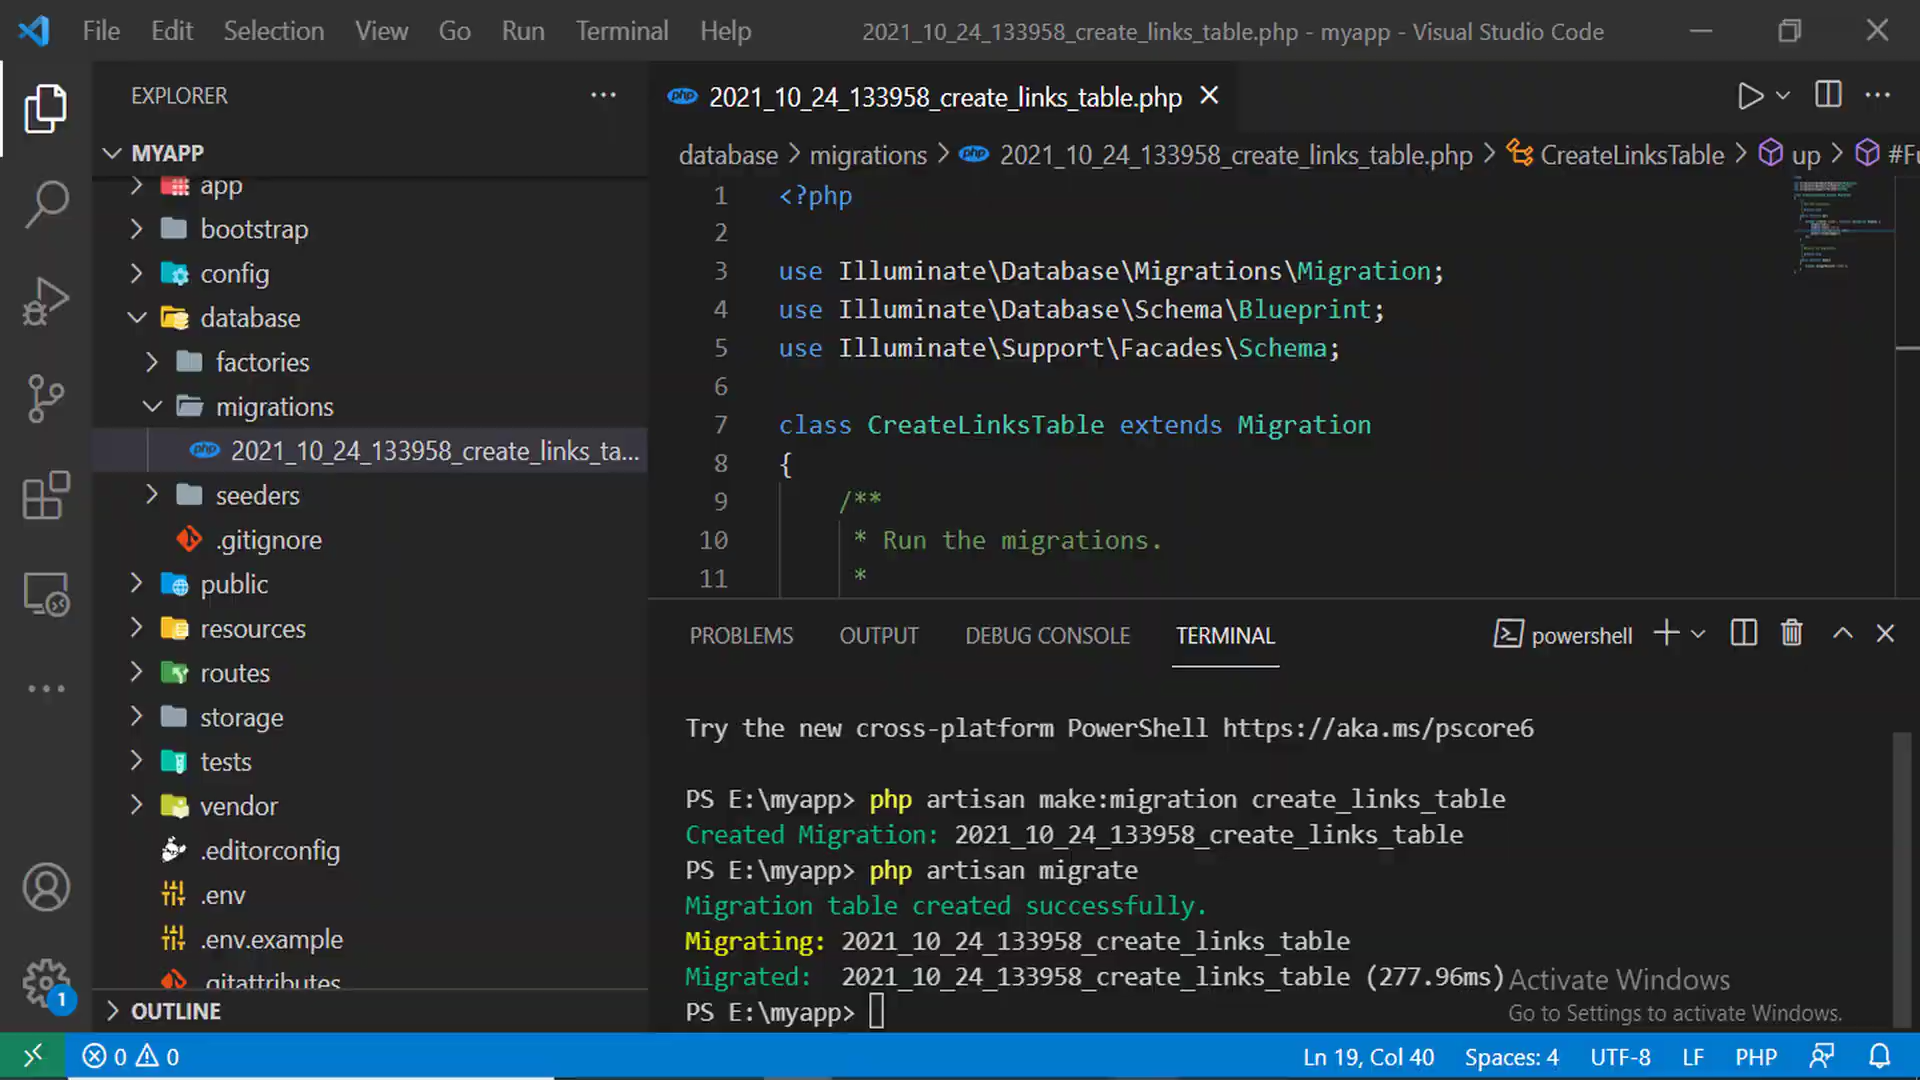 File Edit Selection View Go Run Terminal Help 2021_10_24_133958_create_links_table.php - myapp - Visual Studio Code
EXPLORER
MYAPP
app
bootstrap
config
database
factories
migrations
2021_10_24_133958_create_links_ta...
seeders
.gitignore
public
resources
routes
storage
tests
vendor
.editorconfig
.env
.env.example
.gitattributes
OUTLINE
2021_10_24_133958_create_links_table.php
database > migrations > 2021_10_24_133958_create_links_table.php > CreateLinksTable > up > #Fu
1 <?php
2
3 use Illuminate\Database\Migrations\Migration;
4 use Illuminate\Database\Schema\Blueprint;
5 use Illuminate\Support\Facades\Schema;
6
7 class CreateLinksTable extends Migration
8 {
9 /**
10 * Run the migrations.
11 *
PROBLEMS OUTPUT DEBUG CONSOLE TERMINAL powershell
Try the new cross-platform PowerShell https://aka.ms/pscore6
PS E:\myapp> php artisan make:migration create_links_table
Created Migration: 2021_10_24_133958_create_links_table
PS E:\myapp> php artisan migrate
Migration table created successfully.
Migrating: 2021_10_24_133958_create_links_table
Migrated: 2021_10_24_133958_create_links_table (277.96ms)
PS E:\myapp>
Activate Windows
Go to Settings to activate Windows.
1
0 0 Ln 19, Col 40 Spaces: 4 UTF-8 LF PHP